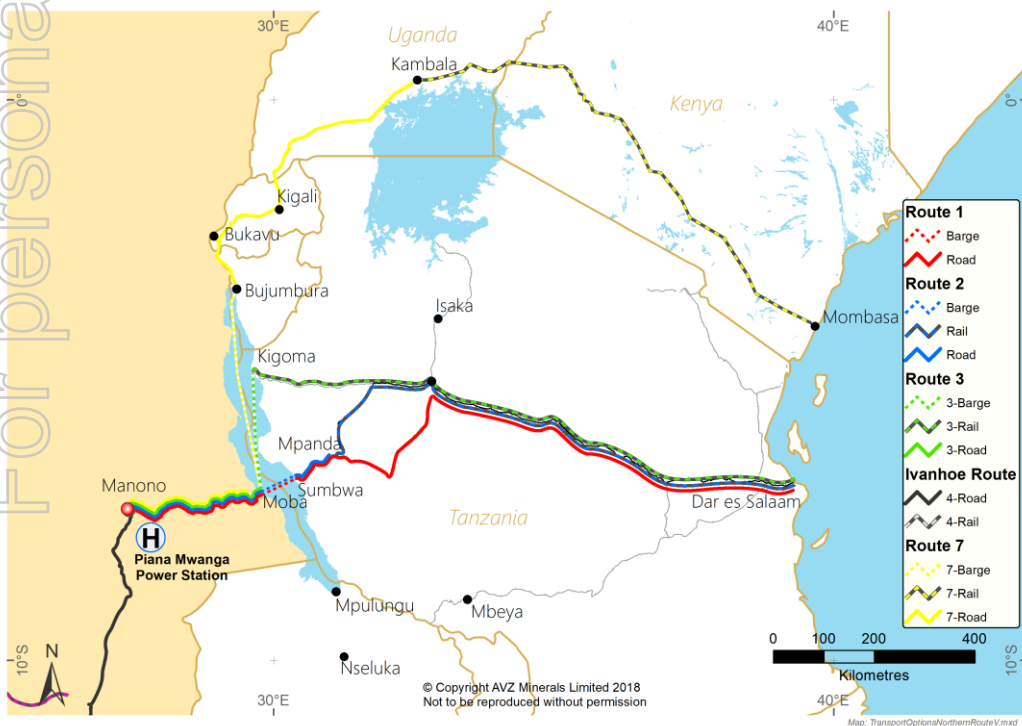 For persona
30°E
40°E
Uganda
Kambala
0°
0°
Kenya
Kigali
Bukavu
Bujumbura
Isaka
Mombasa
Kigoma
Mpanda
Manono
Sumbwa
Moba
Dar es Salaam
Tanzania
H
Piana Mwanga
Power Station
Mpulungu
Mbeya
Nseluka
N
10°S
10°S
30°E
40°E
Route 1
Barge
Road
Route 2
Barge
Rail
Road
Route 3
3-Barge
3-Rail
3-Road
Ivanhoe Route
4-Road
4-Rail
Route 7
7-Barge
7-Rail
7-Road
0 100 200 400
Kilometres
© Copyright AVZ Minerals Limited 2018
Not to be reproduced without permission
Map: TransportOptionsNorthernRouteV.mxd